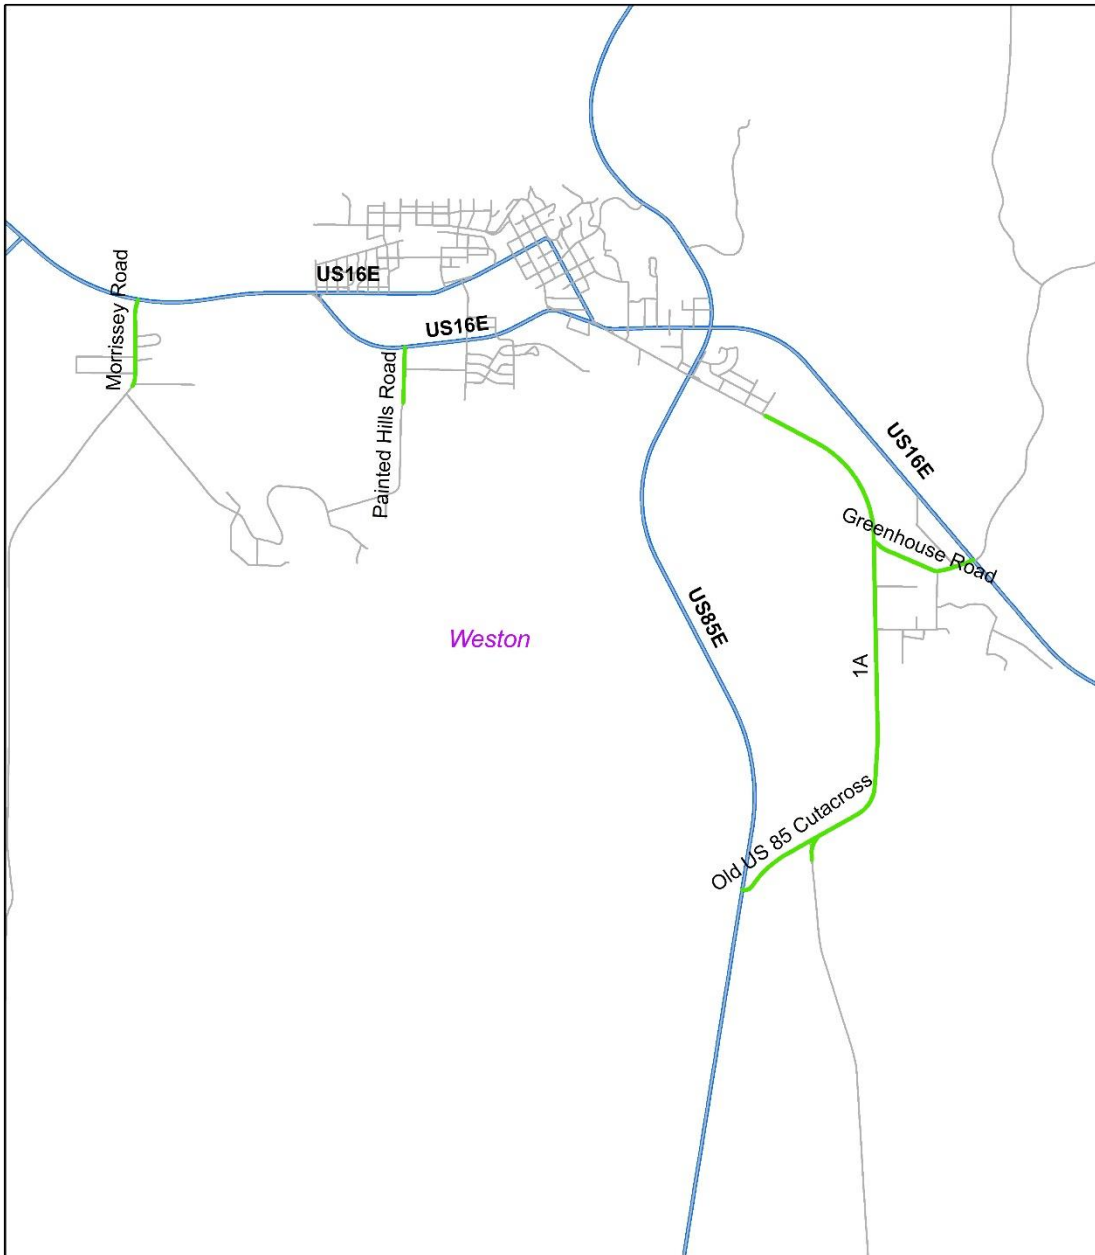 Morrissey Road
US16E
US16E
Painted Hills Road
US16E
Greenhouse Road
US85E
Weston
1A
Old US 85 Cutacross